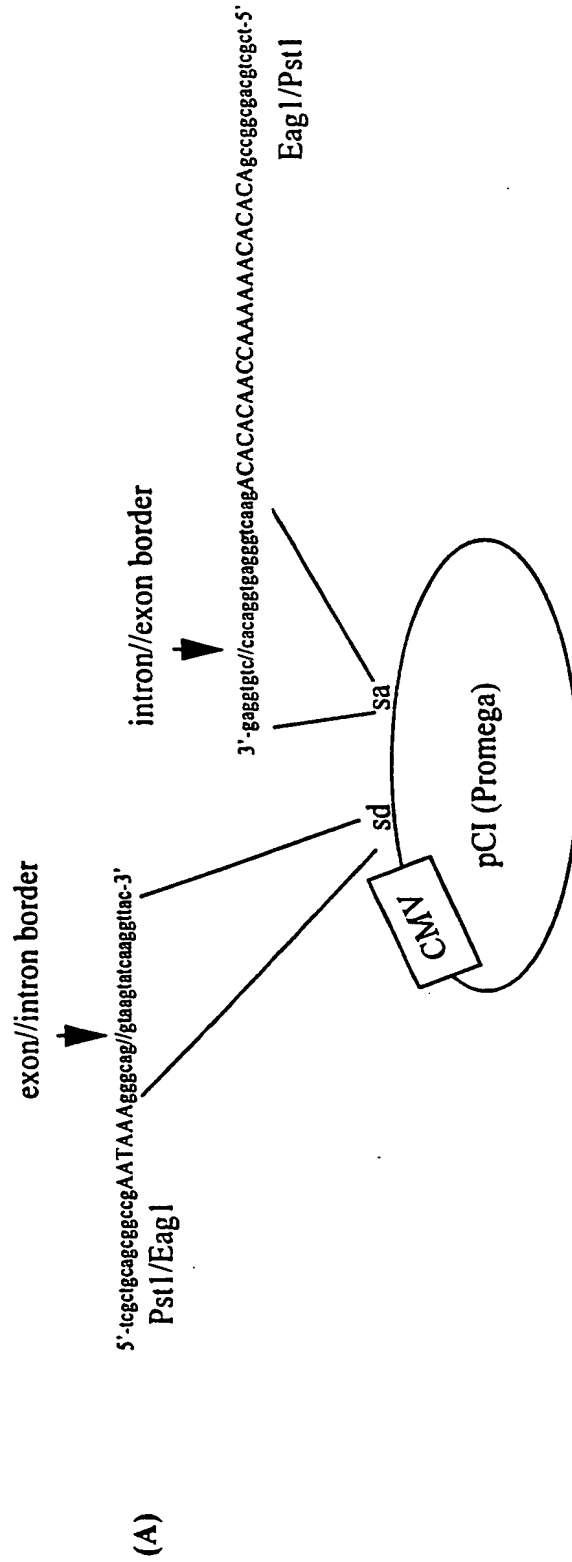 (A)
exon//intron border
5'-tcgctgcagcggccgAATAAAgggcag//gtaagtatcaaggttac-3'
Pst1/Eag1
intron//exon border
3'-gaggtgtc//cacaggtgagggtcaagACACACAACCAAAAAACACACAgccggcgacgtcgct-5'
Eag1/Pst1
CMV
sd
sa
pCI (Promega)